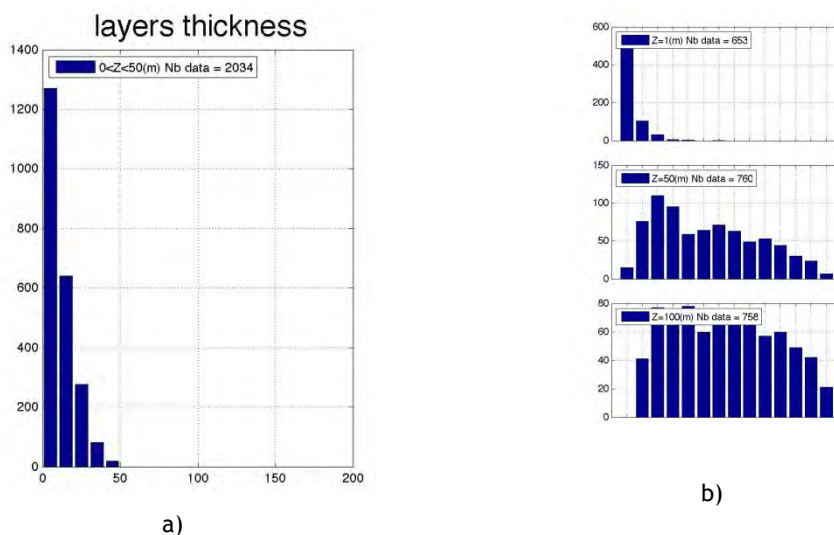 layers thickness
1400
0<Z<50(m) Nb data = 2034
1200
1000
800
600
400
200
0
0 50 100 150 200
a)
600
Z=1(m) Nb data = 653
400
200
0
150
Z=50(m) Nb data = 760
100
50
0
80
Z=100(m) Nb data = 758
60
40
20
0
b)